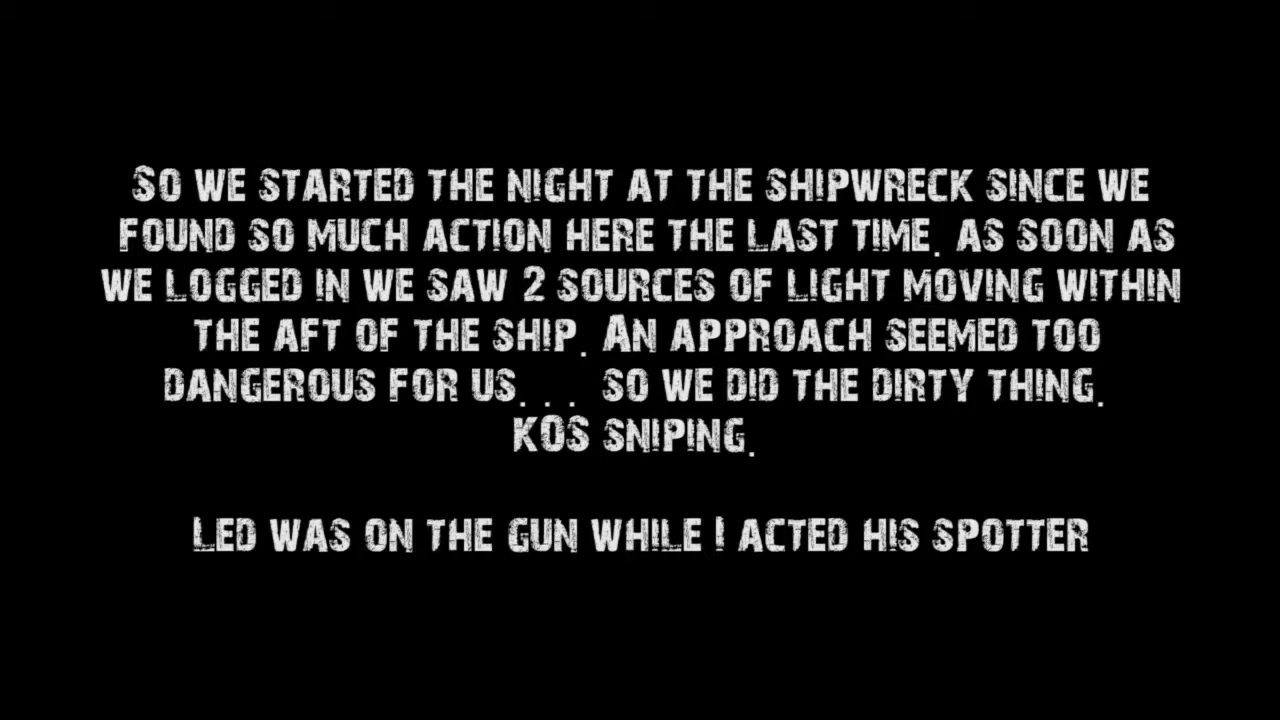 So we started the night at the shipwreck since we
found so much action here the last time. as soon as
we logged in we saw 2 sources of light moving within
the aft of the ship. An approach seemed too
dangerous for us. . .  so we did the dirty thing.
KOS sniping.
Led was on the gun while I acted his spotter